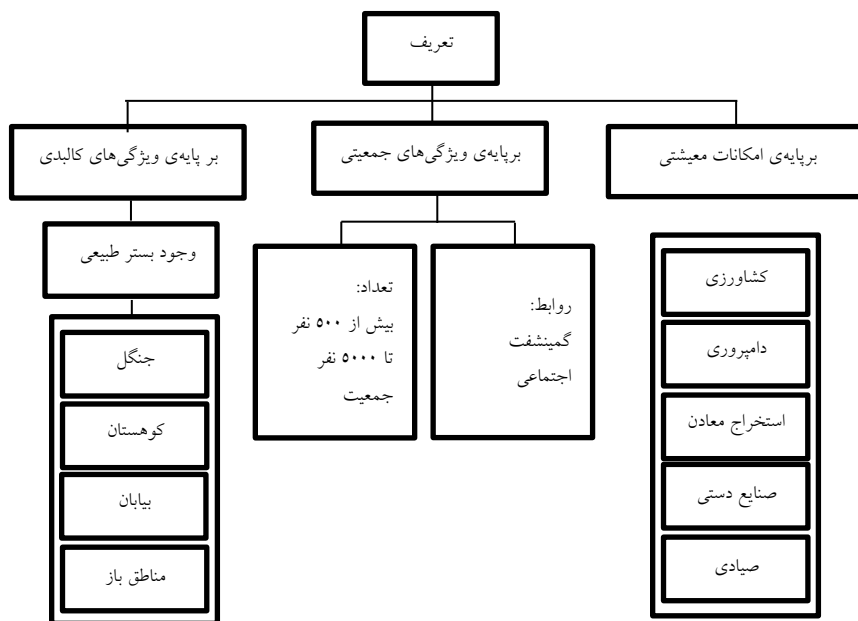 تعریف
برپایه‌ی امکانات معیشتی
برپایه‌ی ویژگی‌های جمعیتی
بر پایه‌ی ویژگی‌های کالبدی
کشاورزی
دامپروری
استخراج معادن
صنایع دستی
صیادی
روابط:
گمینشفت
اجتماعی
تعداد:
بیش از ۵۰۰ نفر
تا ۵۰۰۰ نفر
جمعیت
وجود بستر طبیعی
جنگل
کوهستان
بیابان
مناطق باز